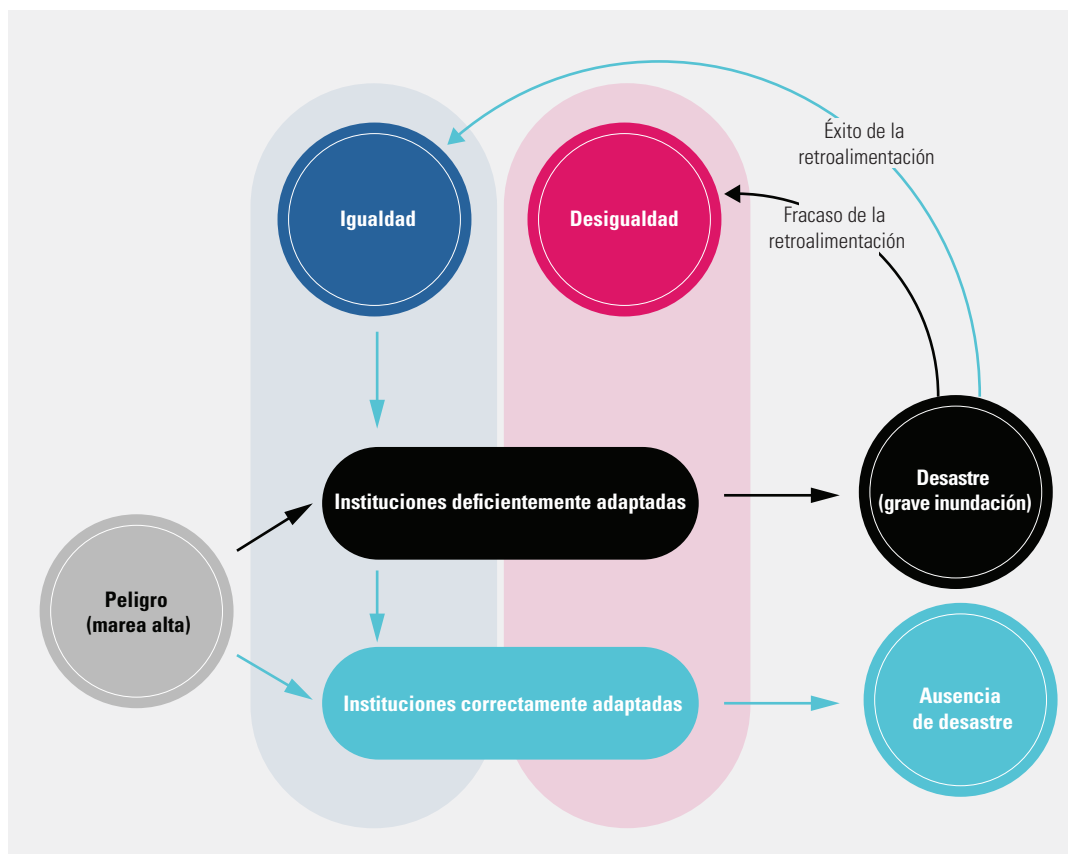 Éxito de la
retroalimentación
Fracaso de la
retroalimentación
Igualdad
Desigualdad
Instituciones deficientemente adaptadas
Desastre
(grave inundación)
Peligro
(marea alta)
Instituciones correctamente adaptadas
Ausencia
de desastre